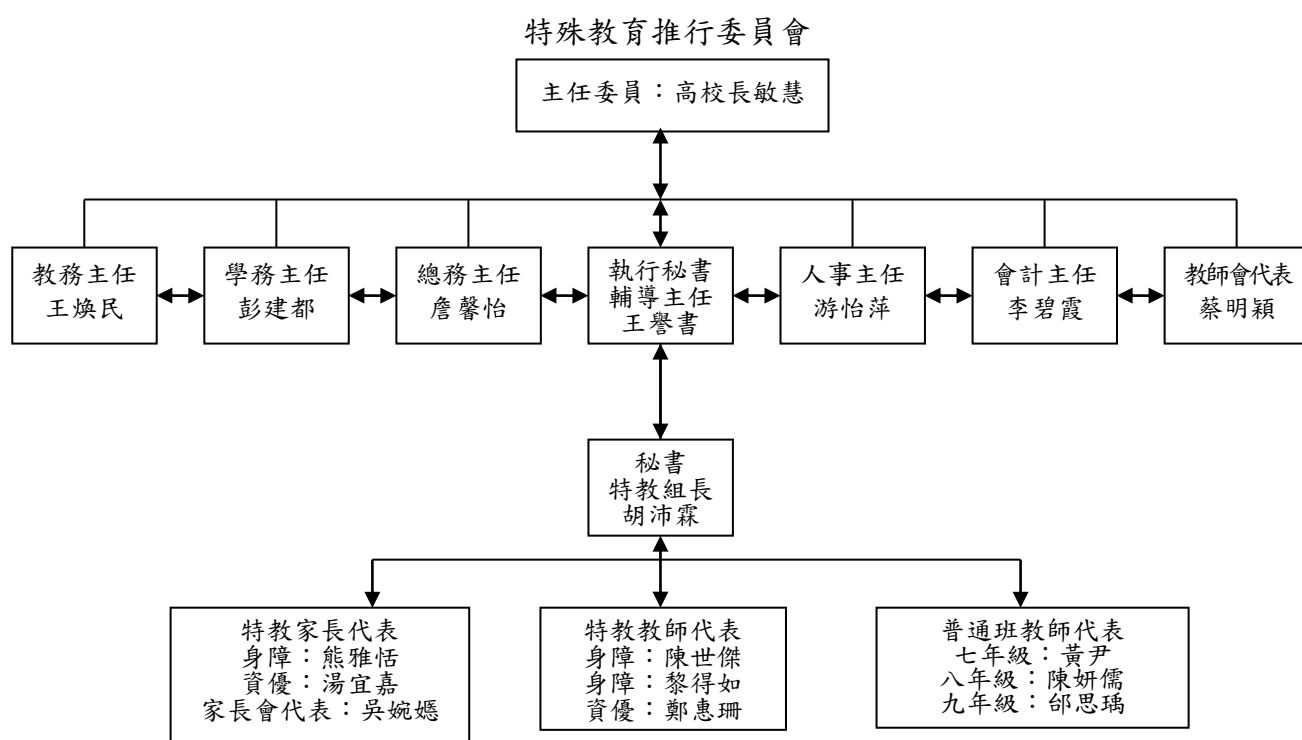 特殊教育推行委員會
主任委員：高校長敏慧
教務主任
王煥民
學務主任
彭建都
總務主任
詹馨怡
執行秘書
輔導主任
王譽書
人事主任
游怡萍
會計主任
李碧霞
教師會代表
蔡明穎
秘書
特教組長
胡沛霖
特教家長代表
身障：熊雅恬
資優：湯宜嘉
家長會代表：吳婉嫕
特教教師代表
身障：陳世傑
身障：黎得如
資優：鄭惠珊
普通班教師代表
七年級：黃尹
八年級：陳妍儒
九年級：邰思瑀